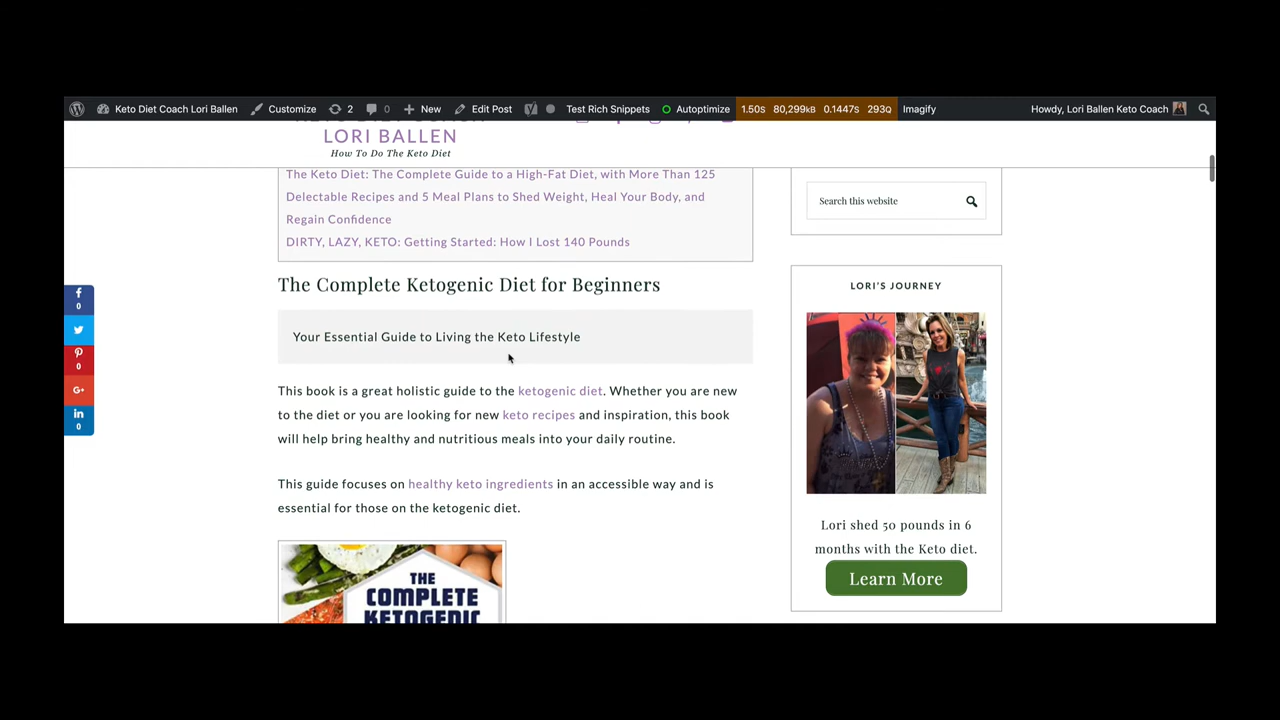 Keto Diet Coach Lori Ballen Customize 2 0 New Edit Post Test Rich Snippets Autoptimize 1.50S 80,299KB 0.1447S 293Q Imagify Howdy, Lori Ballen Keto Coach
LORI BALLEN
How To Do The Keto Diet
The Keto Diet: The Complete Guide to a High-Fat Diet, with More Than 125
Delectable Recipes and 5 Meal Plans to Shed Weight, Heal Your Body, and
Regain Confidence
DIRTY, LAZY, KETO: Getting Started: How I Lost 140 Pounds
The Complete Ketogenic Diet for Beginners
Your Essential Guide to Living the Keto Lifestyle
This book is a great holistic guide to the ketogenic diet. Whether you are new
to the diet or you are looking for new keto recipes and inspiration, this book
will help bring healthy and nutritious meals into your daily routine.
This guide focuses on healthy keto ingredients in an accessible way and is
essential for those on the ketogenic diet.
THE
COMPLETE
KETOGENIC
0
0
G+
in
0
Search this website
LORI'S JOURNEY
Lori shed 50 pounds in 6
months with the Keto diet.
Learn More